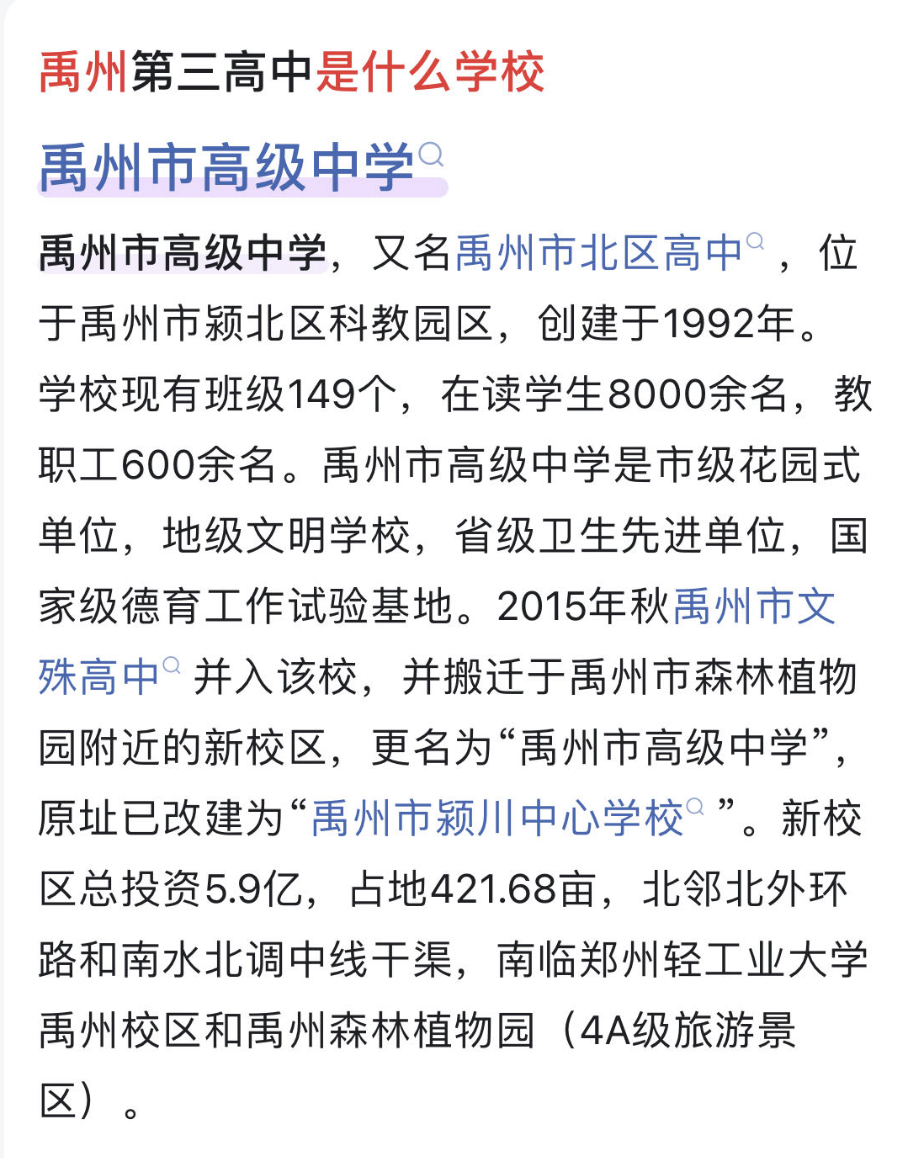 禹州第三高中是什么学校
禹州市高级中学
禹州市高级中学，又名禹州市北区高中，位
于禹州市颍北区科教园区，创建于1992年。
学校现有班级149个，在读学生8000余名，教
职工600余名。禹州市高级中学是市级花园式
单位，地级文明学校，省级卫生先进单位，国
家级德育工作试验基地。2015年秋禹州市文
殊高中 并入该校，并搬迁于禹州市森林植物
园附近的新校区，更名为“禹州市高级中学”，
原址已改建为“禹州市颍川中心学校”。新校
区总投资5.9亿，占地421.68亩，北邻北外环
路和南水北调中线干渠，南临郑州轻工业大学
禹州校区和禹州森林植物园（4A级旅游景
区）。